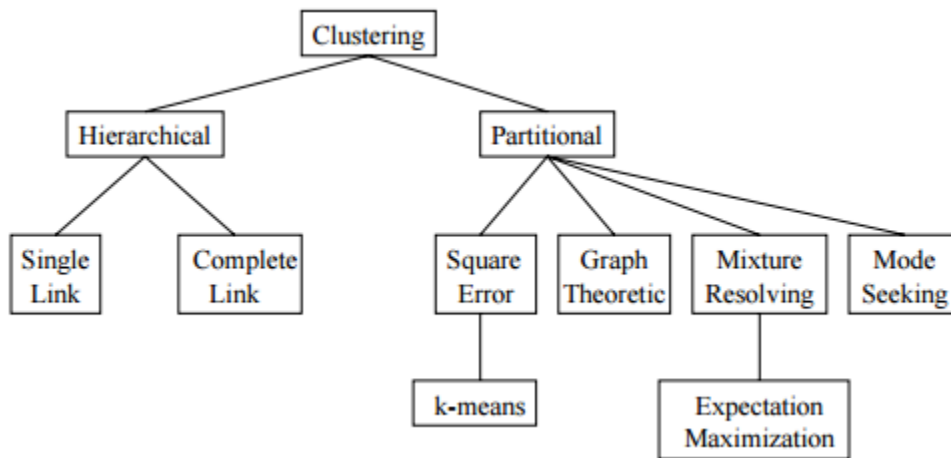 Clustering
Hierarchical
Partitional
Single
Link
Complete
Link
Square
Error
Graph
Theoretic
Mixture
Resolving
Mode
Seeking
k-means
Expectation
Maximization